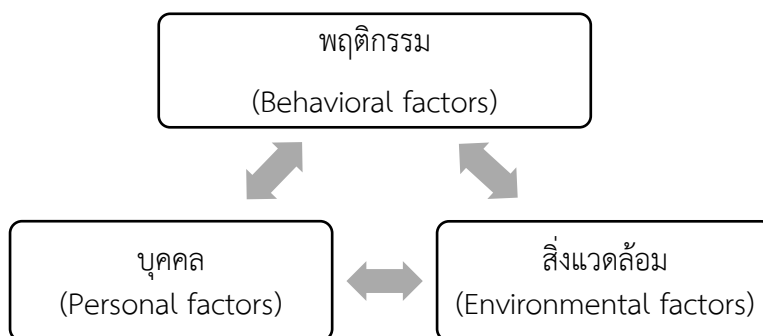 พฤติกรรม
(Behavioral factors)
บุคคล
(Personal factors)
สิ่งแวดล้อม
(Environmental factors)